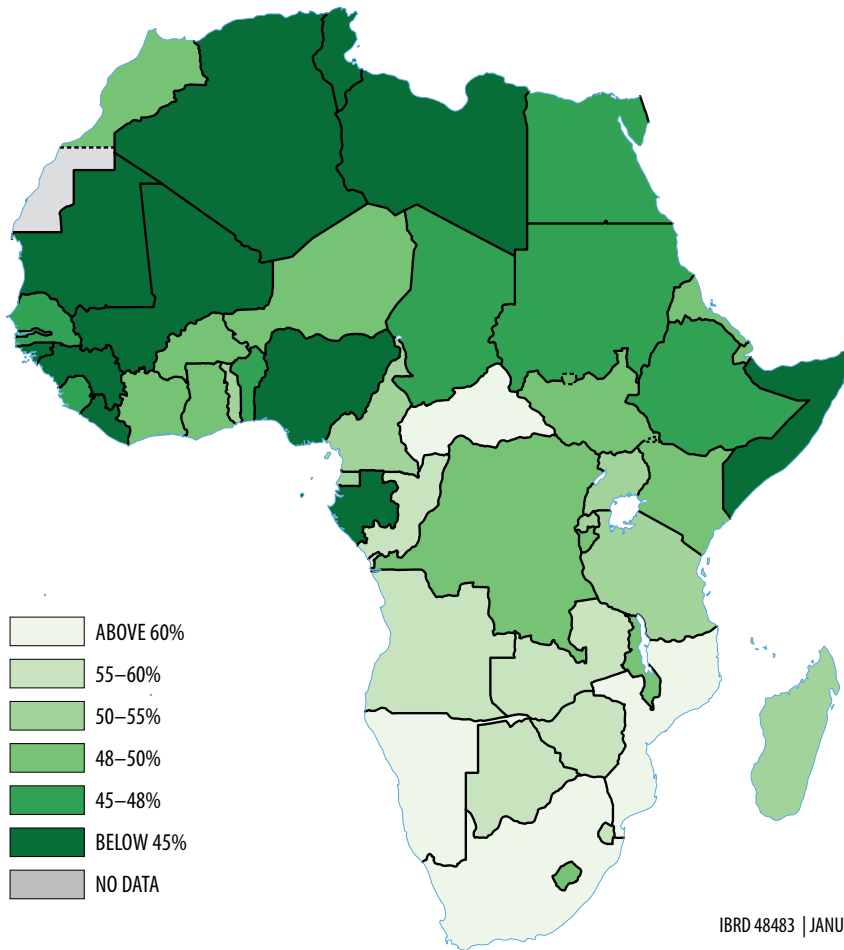 ABOVE 60%
55–60%
50–55%
48–50%
45–48%
BELOW 45%
NO DATA
IBRD 48483 | JANU